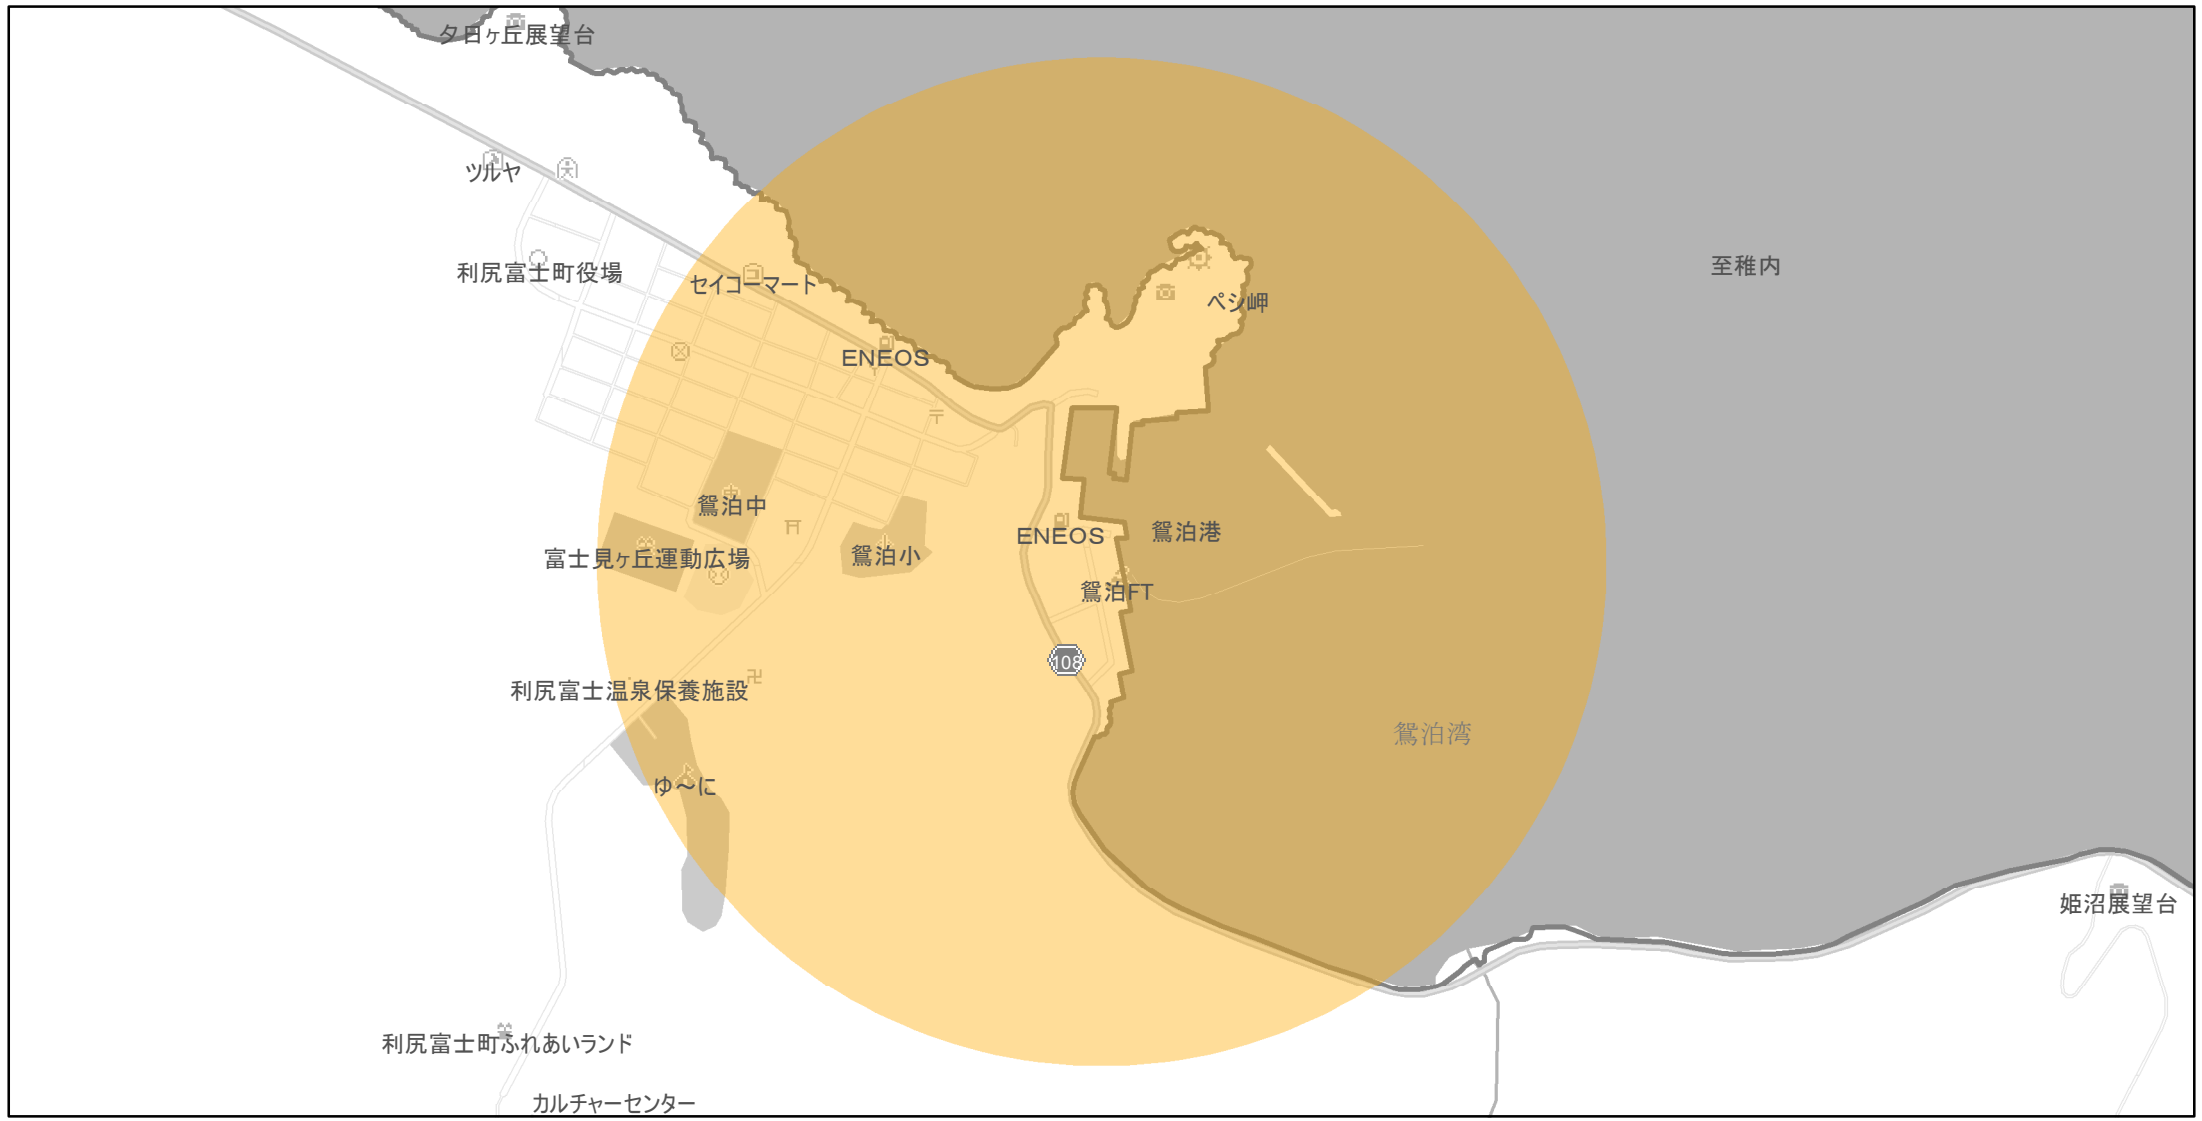 夕日ヶ丘展望台
ツルヤ
利尻富士町役場
セイコーマート
至稚内
ペシ岬
ENEOS
鴛泊中
ENEOS
鴛泊港
富士見ヶ丘運動広場
鴛泊小
鴛泊FT
108
利尻富士温泉保養施設
鴛泊湾
ゆ～に
姫沼展望台
利尻富士町ふれあいランド
カルチャーセンター